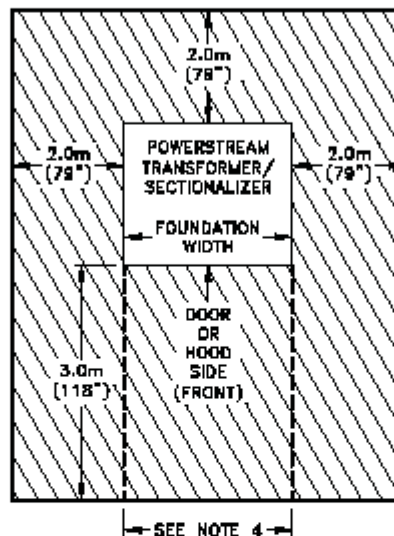 2.0m
(79")
2.0m
(79")
POWERSTREAM
TRANSFORMER/
SECTIONALIZER
2.0m
(79")
FOUNDATION
WIDTH
3.0m
(118")
DOOR
OR
HOOD
SIDE
(FRONT)
SEE NOTE 4